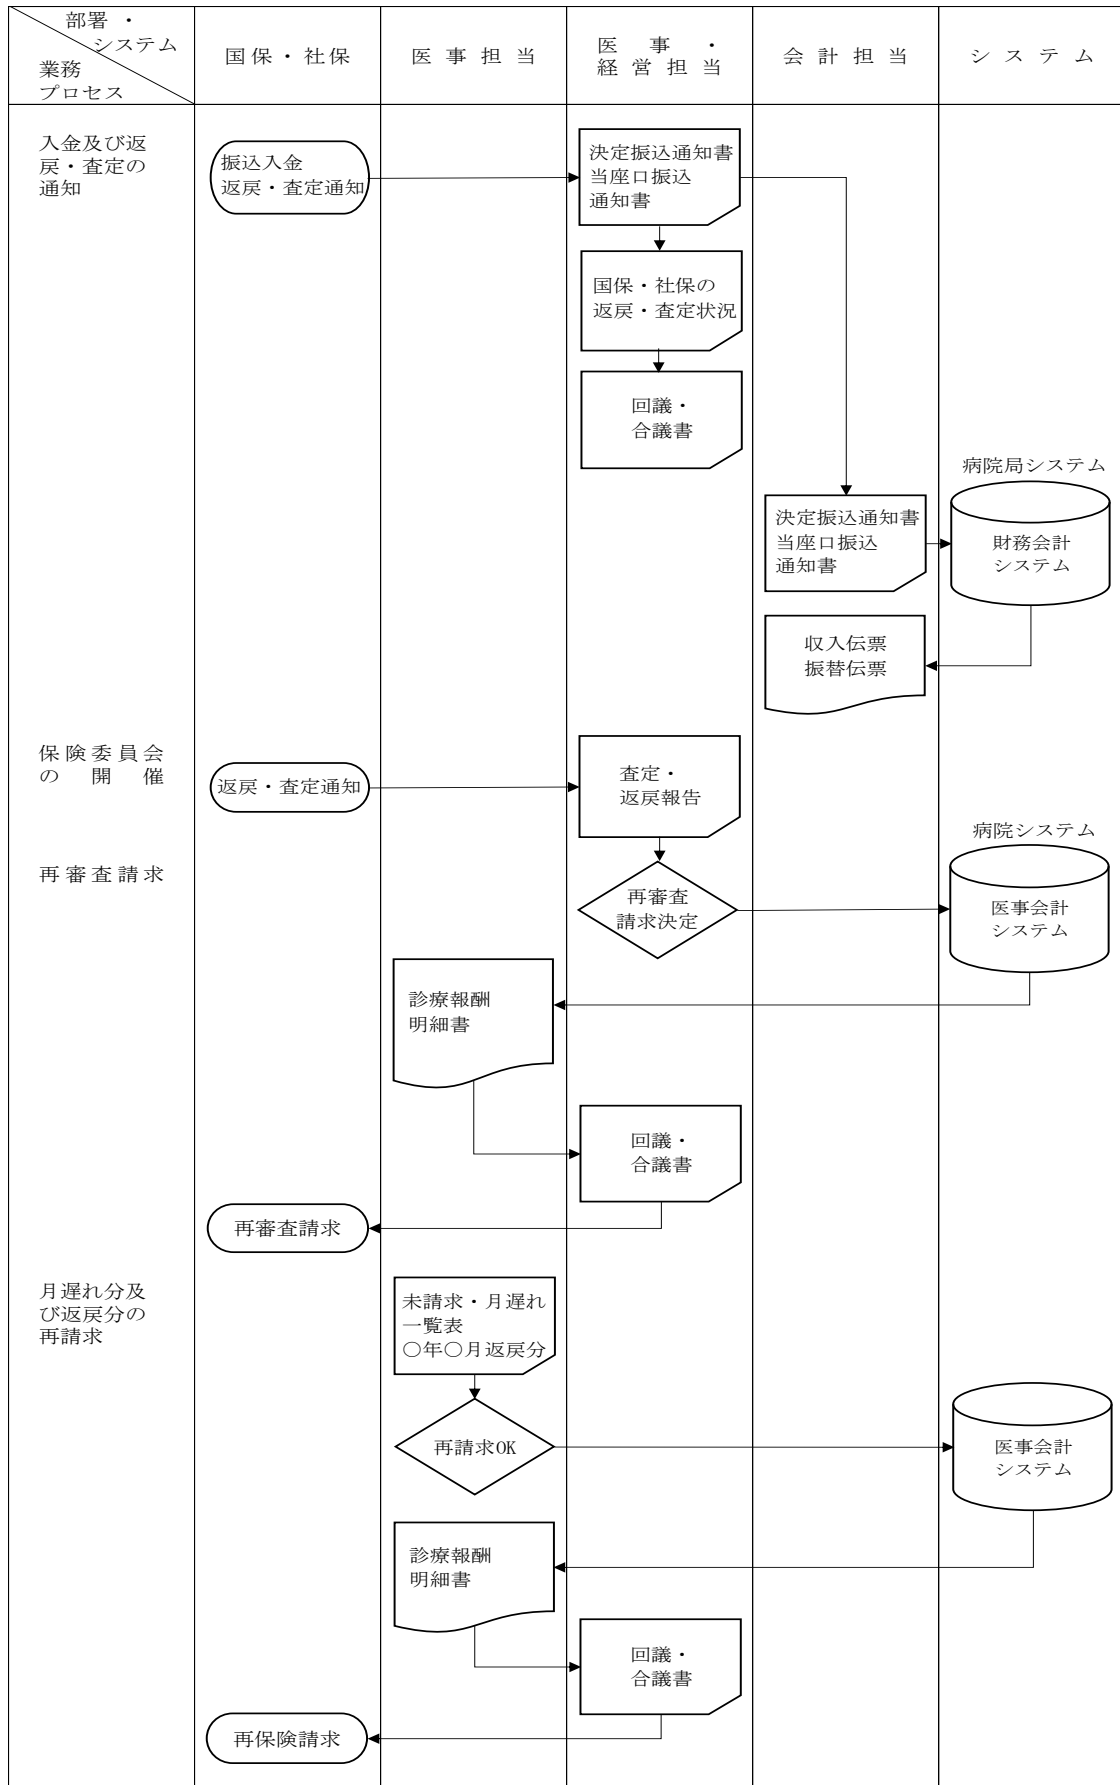 部署・
システム
業務
プロセス
国保・社保
医事担当
医事・
経営担当
会計担当
システム
入金及び返
戻・査定の
通知
振込入金
返戻・査定通知
決定振込通知書
当座口振込
通知書
国保・社保の
返戻・査定状況
回議・
合議書
病院局システム
決定振込通知書
当座口振込
通知書
財務会計
システム
収入伝票
振替伝票
保険委員会
の開催
返戻・査定通知
査定・
返戻報告
病院システム
再審査請求
再審査
請求決定
医事会計
システム
診療報酬
明細書
回議・
合議書
再審査請求
月遅れ分及
び返戻分の
再請求
未請求・月遅れ
一覧表
〇年〇月返戻分
再請求OK
医事会計
システム
診療報酬
明細書
回議・
合議書
再保険請求